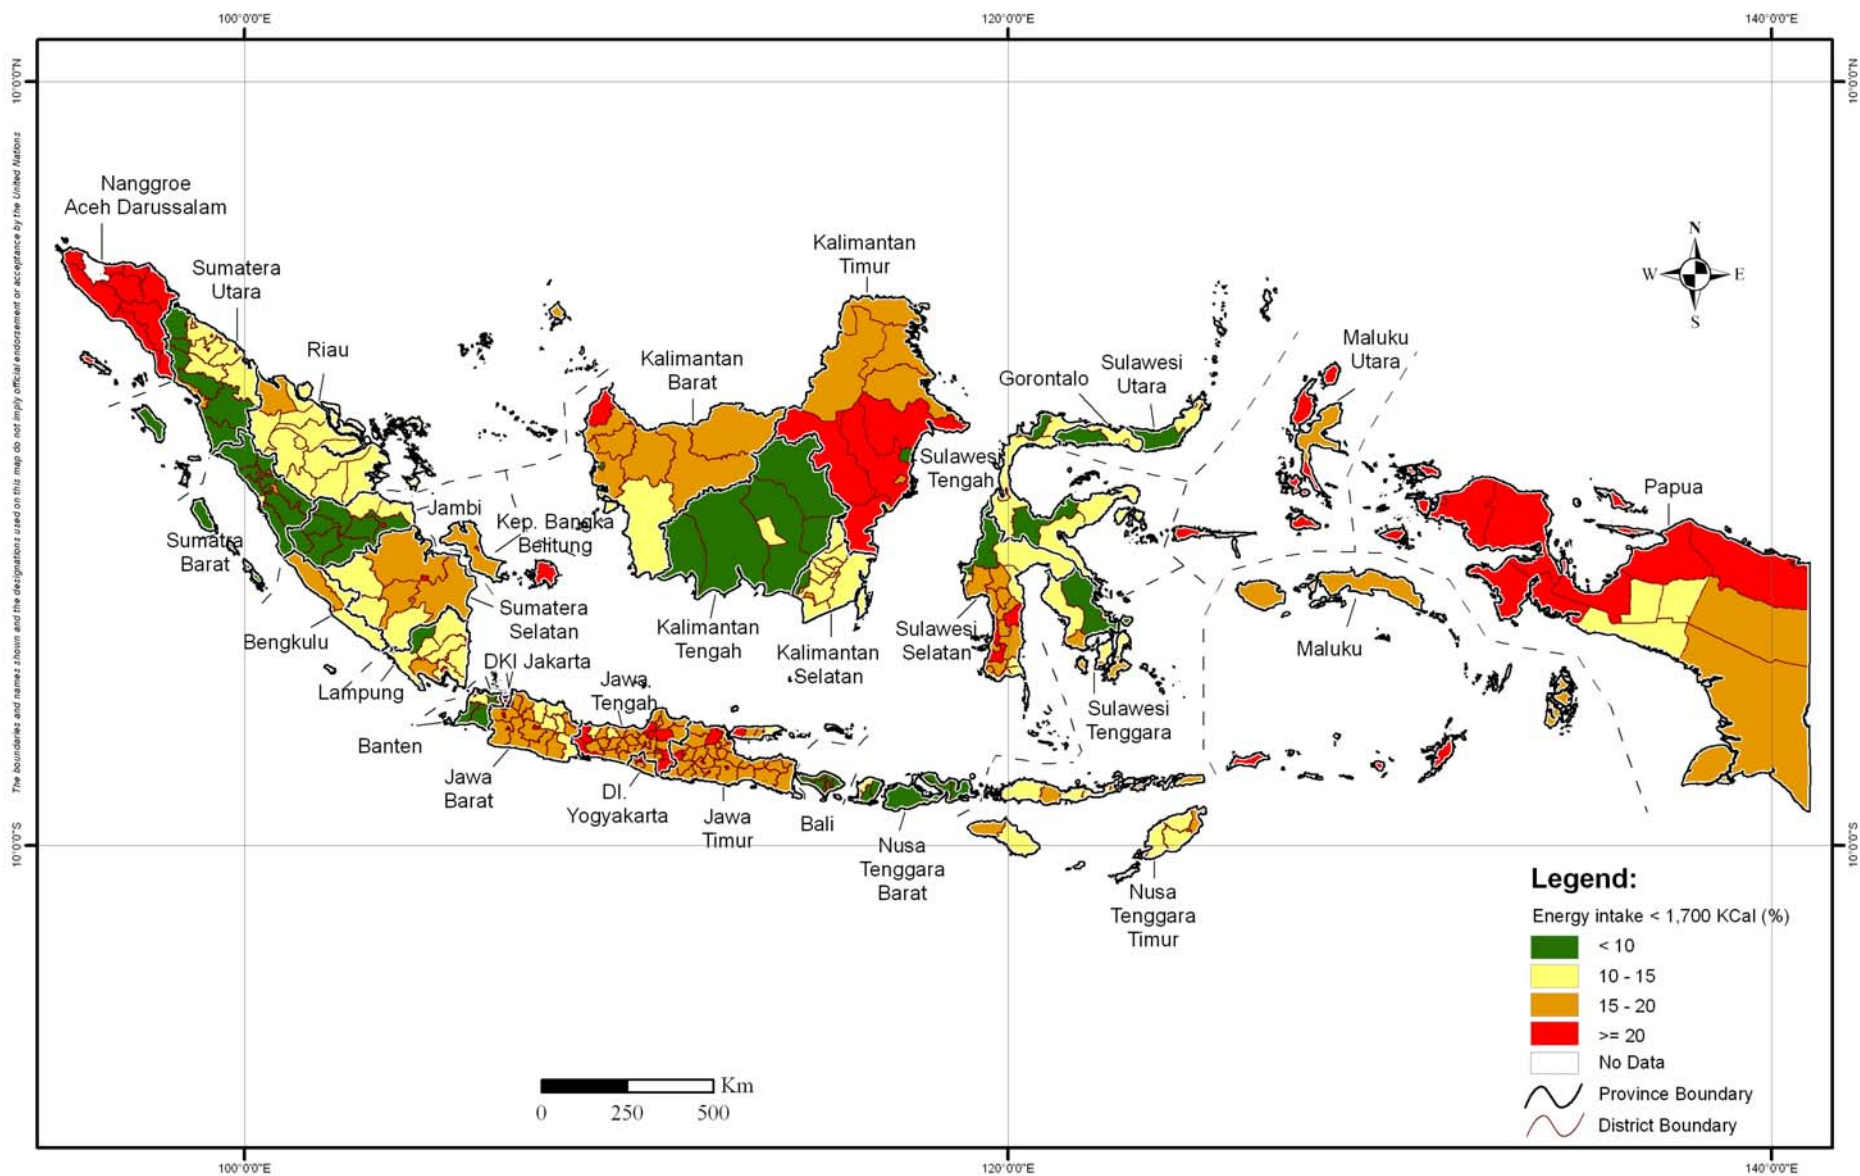 100°0'0"E
120°0'0"E
140°0'0"E
10°0'0"N
10°0'0"N
The boundaries and names shown and the designations used on this map do not imply official endorsement or acceptance by the United Nations
Nanggroe
Aceh Darussalam
Sumatera
Utara
Riau
Kalimantan
Timur
Kalimantan
Barat
Gorontalo
Sulawesi
Utara
Maluku
Utara
N
W
E
S
Sulawesi
Tengah
Papua
Jambi
Kep. Bangka
Belitung
Sumatra
Barat
Sumatera
Selatan
Bengkulu
Kalimantan
Tengah
Kalimantan
Selatan
Sulawesi
Selatan
Maluku
DKI Jakarta
Lampung
Jawa
Tengah
Sulawesi
Tenggara
Banten
Jawa
Barat
DI.
Yogyakarta
Jawa
Timur
Bali
Nusa
Tenggara
Barat
Nusa
Tenggara
Timur
10°0'0"S
10°0'0"S
Legend:
Energy intake < 1,700 KCal (%)
< 10
10 - 15
15 - 20
>= 20
No Data
Province Boundary
District Boundary
Km
0 250 500
100°0'0"E
120°0'0"E
140°0'0"E